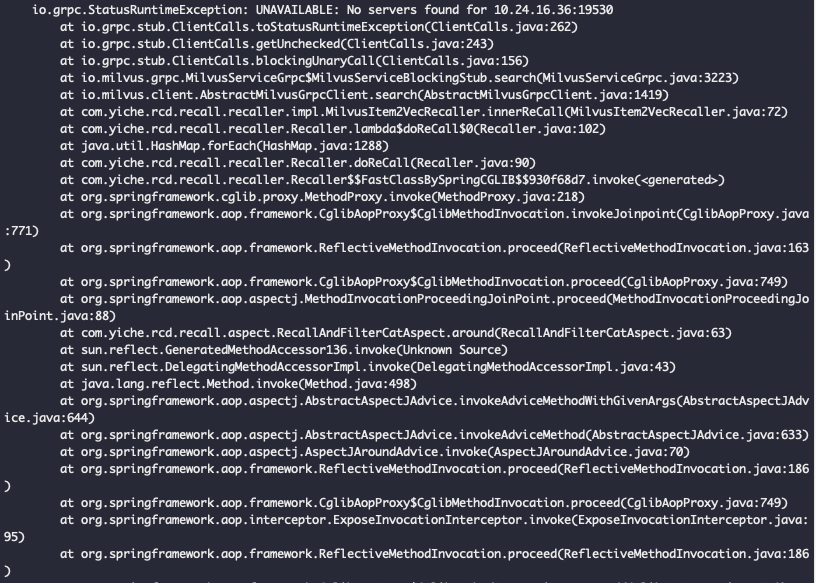 io.grpc.StatusRuntimeException: UNAVAILABLE: No servers found for 10.24.16.36:19530
at io.grpc.stub.ClientCalls.toStatusRuntimeException(ClientCalls.java:262)
at io.grpc.stub.ClientCalls.getUnchecked(ClientCalls.java:243)
at io.grpc.stub.ClientCalls.blockingUnaryCall(ClientCalls.java:156)
at io.milvus.grpc.MilvusServiceGrpc$MilvusServiceBlockingStub.search(MilvusServiceGrpc.java:3223)
at io.milvus.client.AbstractMilvusGrpcClient.search(AbstractMilvusGrpcClient.java:1419)
at com.yiche.rcd.recall.recaller.impl.MilvusItem2VecRecaller.innerReCall(MilvusItem2VecRecaller.java:72)
at com.yiche.rcd.recall.recaller.Recaller.lambda$doReCall$0(Recaller.java:102)
at java.util.HashMap.forEach(HashMap.java:1288)
at com.yiche.rcd.recall.recaller.Recaller.doReCall(Recaller.java:90)
at com.yiche.rcd.recall.recaller.Recaller$$FastClassBySpringCGLIB$$930f68d7.invoke(<generated>)
at org.springframework.cglib.proxy.MethodProxy.invoke(MethodProxy.java:218)
at org.springframework.aop.framework.CglibAopProxy$CglibMethodInvocation.invokeJoinpoint(CglibAopProxy.java
:771)
at org.springframework.aop.framework.ReflectiveMethodInvocation.proceed(ReflectiveMethodInvocation.java:163
)
at org.springframework.aop.framework.CglibAopProxy$CglibMethodInvocation.proceed(CglibAopProxy.java:749)
at org.springframework.aop.aspectj.MethodInvocationProceedingJoinPoint.proceed(MethodInvocationProceedingJo
inPoint.java:88)
at com.yiche.rcd.recall.aspect.RecallAndFilterCatAspect.around(RecallAndFilterCatAspect.java:63)
at sun.reflect.GeneratedMethodAccessor136.invoke(Unknown Source)
at sun.reflect.DelegatingMethodAccessorImpl.invoke(DelegatingMethodAccessorImpl.java:43)
at java.lang.reflect.Method.invoke(Method.java:498)
at org.springframework.aop.aspectj.AbstractAspectJAdvice.invokeAdviceMethodWithGivenArgs(AbstractAspectJAdv
ice.java:644)
at org.springframework.aop.aspectj.AbstractAspectJAdvice.invokeAdviceMethod(AbstractAspectJAdvice.java:633)
at org.springframework.aop.aspectj.AspectJAroundAdvice.invoke(AspectJAroundAdvice.java:70)
at org.springframework.aop.framework.ReflectiveMethodInvocation.proceed(ReflectiveMethodInvocation.java:186
)
at org.springframework.aop.framework.CglibAopProxy$CglibMethodInvocation.proceed(CglibAopProxy.java:749)
at org.springframework.aop.interceptor.ExposeInvocationInterceptor.invoke(ExposeInvocationInterceptor.java:
95)
at org.springframework.aop.framework.ReflectiveMethodInvocation.proceed(ReflectiveMethodInvocation.java:186
)